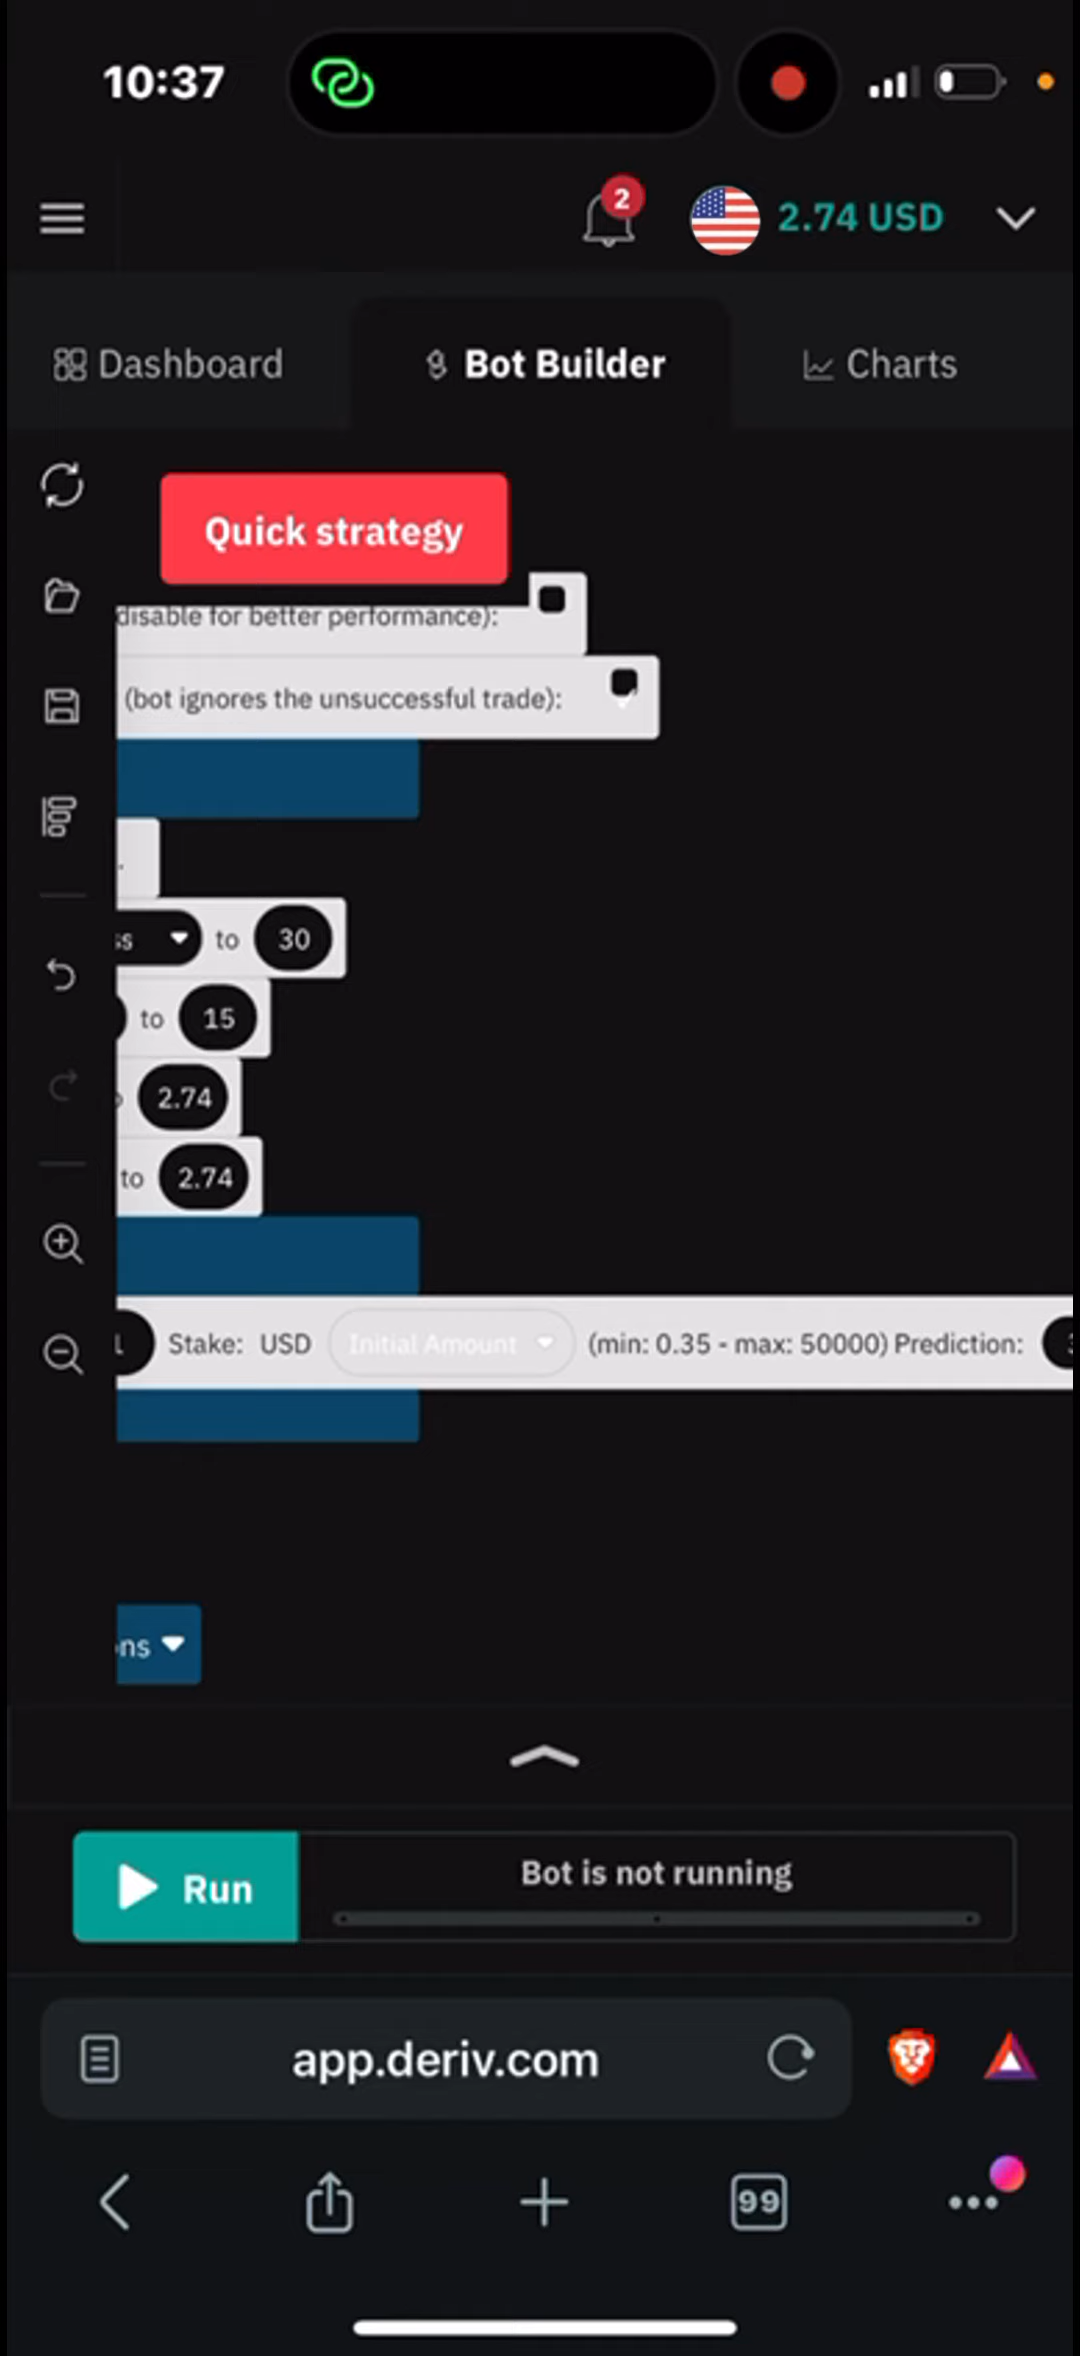 10:37
2
2.74 USD
Dashboard
Bot Builder
Charts
Quick strategy
disable for better performance):
(bot ignores the unsuccessful trade):
to 30
to 15
2.74
to 2.74
Stake: USD Initial Amount (min: 0.35 - max: 50000) Prediction:
Run
Bot is not running
app.deriv.com
99